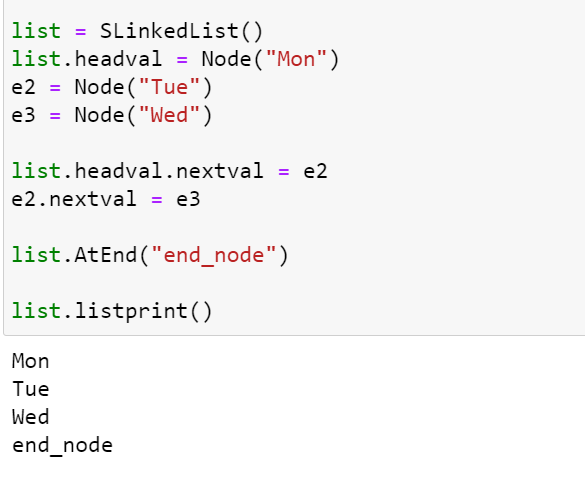 list = SLinkedList()
list.headval = Node("Mon")
e2 = Node("Tue")
e3 = Node("Wed")
list.headval.nextval = e2
e2.nextval = e3
list.AtEnd("end_node")
list.listprint()
Mon
Tue
Wed
end_node